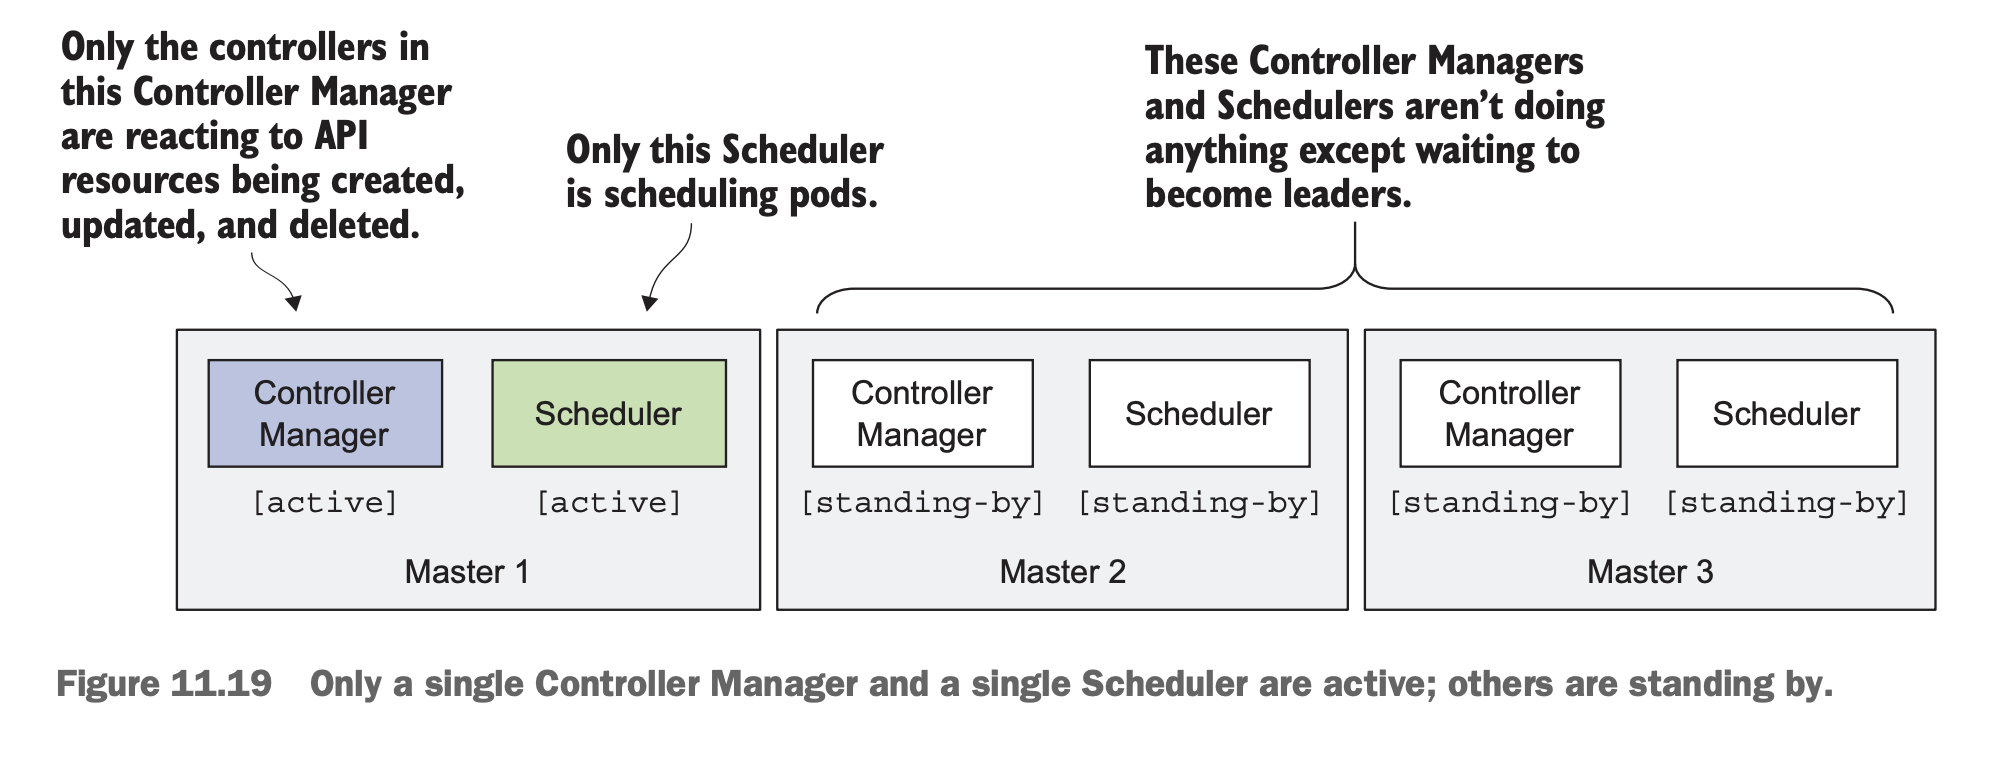 Only the controllers in
this Controller Manager
are reacting to API
resources being created,
updated, and deleted.
Only this Scheduler
is scheduling pods.
These Controller Managers
and Schedulers aren’t doing
anything except waiting to
become leaders.
Controller
Manager
[active]
Scheduler
[active]
Master 1
Controller
Manager
[standing-by]
Scheduler
[standing-by]
Master 2
Controller
Manager
[standing-by]
Scheduler
[standing-by]
Master 3
Figure 11.19 Only a single Controller Manager and a single Scheduler are active; others are standing by.